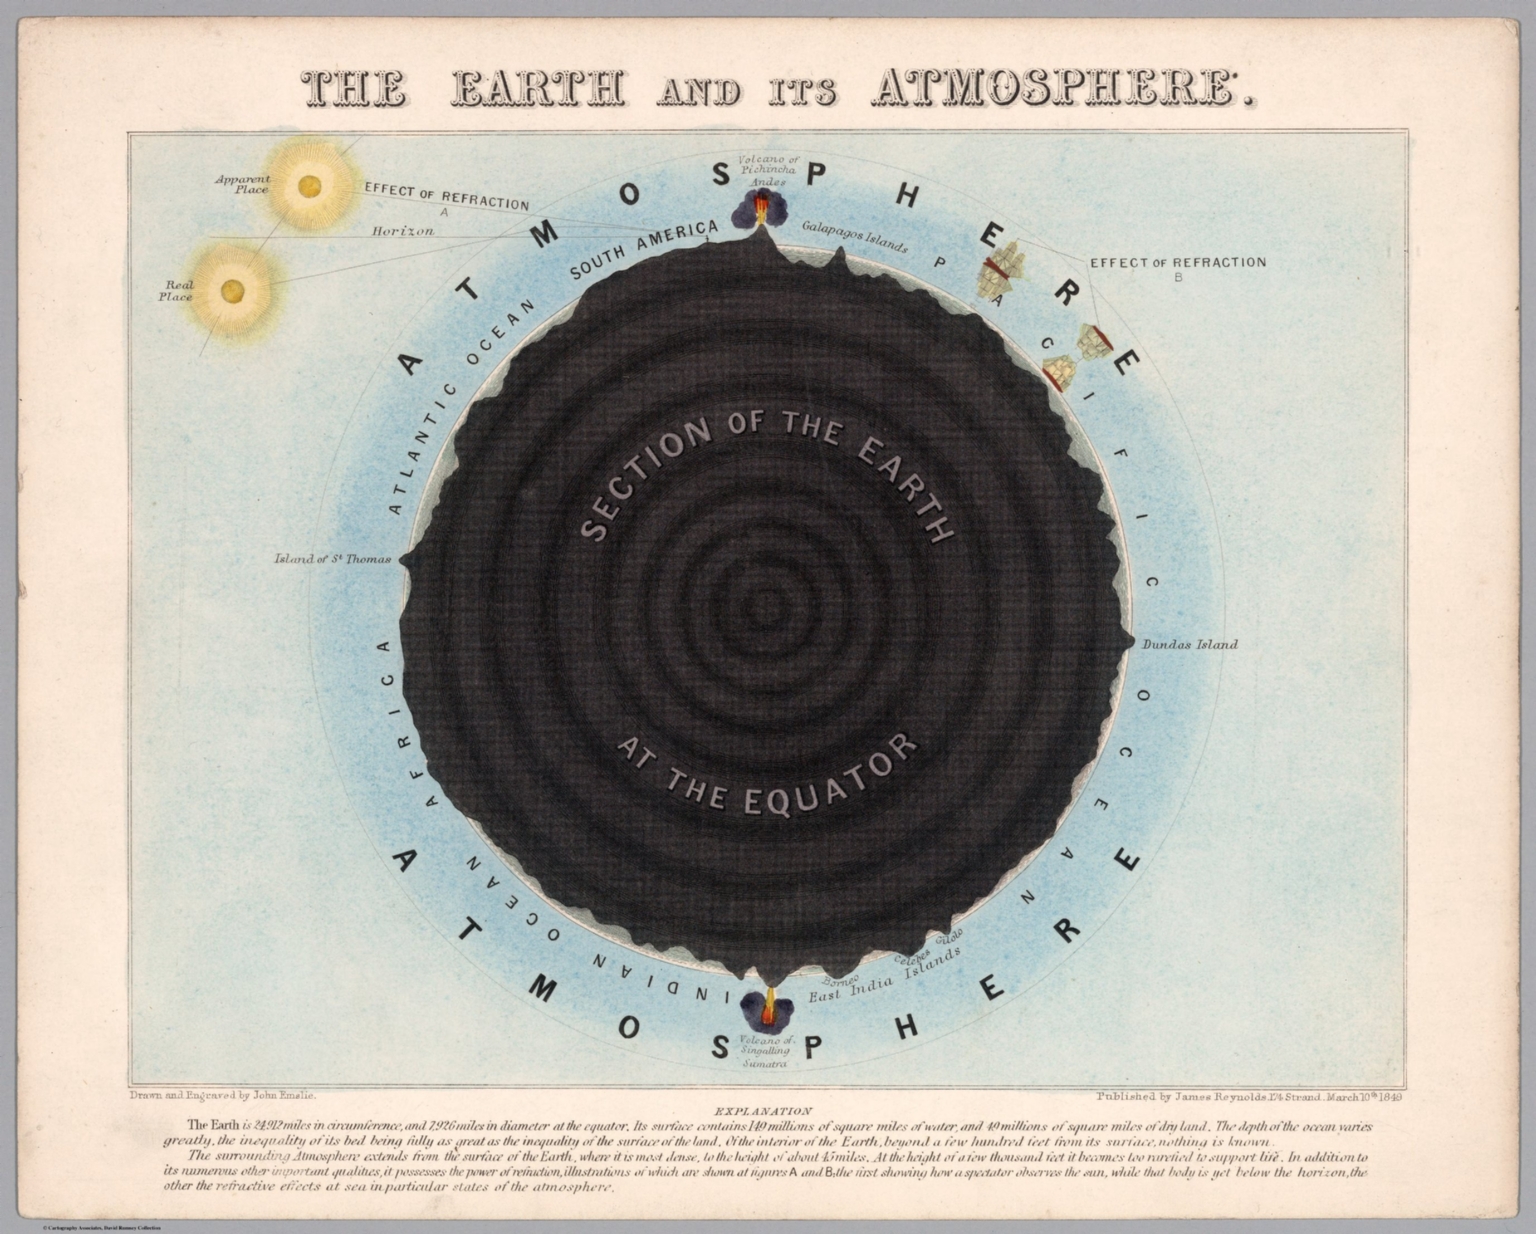 THE EARTH AND ITS ATMOSPHERE.
Apparent
Place
EFFECT OF REFRACTION
A
Horizon
Real
Place
Volcano of
Pichincha
Andes
ATMOSPHERE
SOUTH AMERICA
Galapagos Islands
EFFECT OF REFRACTION
B
ATLANTIC OCEAN
PACIFIC OCEAN
SECTION OF THE EARTH
AT THE EQUATOR
Island of St Thomas
Dundas Island
AFRICA
INDIAN OCEAN
Borneo
Celebes
Gilolo
East India Islands
ATMOSPHERE
Volcano of
Singalling
Sumatra
Drawn and Engraved by John Emslie.
Published by James Reynolds, 174 Strand. March 10th 1849
EXPLANATION
The Earth is 24,912 miles in circumference, and 7,926 miles in diameter at the equator. Its surface contains 149 millions of square miles of water, and 49 millions of square miles of dry land. The depth of the ocean varies
greatly, the inequality of its bed being fully as great as the inequality of the surface of the land. Of the interior of the Earth, beyond a few hundred feet from its surface, nothing is known.
The surrounding Atmosphere extends from the surface of the Earth, where it is most dense, to the height of about 45 miles. At the height of a few thousand feet it becomes too rarefied to support life. In addition to
its numerous other important qualities, it possesses the power of refraction, illustrations of which are shown at figures A and B, the first showing how a spectator observes the sun, while that body is yet below the horizon, the
other the refractive effects at sea in particular states of the atmosphere.
© Cartography Associates, David Rumsey Collection